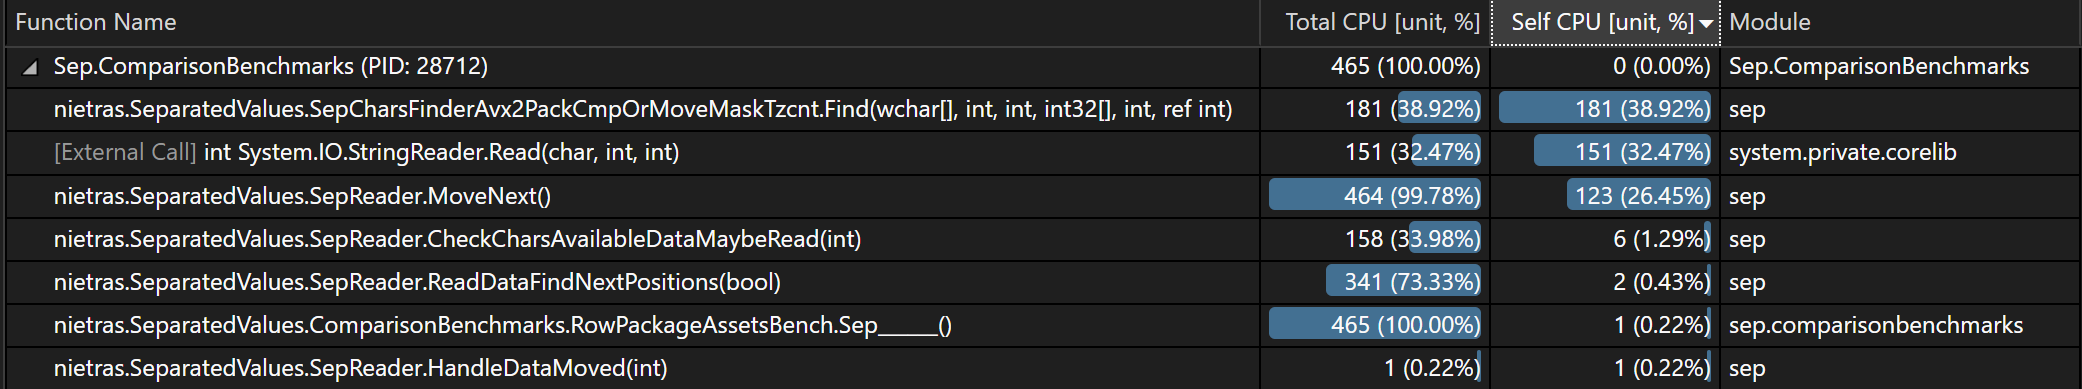 Function Name Total CPU [unit, %] Self CPU [unit, %] Module
Sep.ComparisonBenchmarks (PID: 28712) 465 (100.00%) 0 (0.00%) Sep.ComparisonBenchmarks
nietras.SeparatedValues.SepCharsFinderAvx2PackCmpOrMoveMaskTzcnt.Find(wchar[], int, int, int32[], int, ref int) 181 (38.92%) 181 (38.92%) sep
[External Call] int System.IO.StringReader.Read(char, int, int) 151 (32.47%) 151 (32.47%) system.private.corelib
nietras.SeparatedValues.SepReader.MoveNext() 464 (99.78%) 123 (26.45%) sep
nietras.SeparatedValues.SepReader.CheckCharsAvailableDataMaybeRead(int) 158 (33.98%) 6 (1.29%) sep
nietras.SeparatedValues.SepReader.ReadDataFindNextPositions(bool) 341 (73.33%) 2 (0.43%) sep
nietras.SeparatedValues.ComparisonBenchmarks.RowPackageAssetsBench.Sep______() 465 (100.00%) 1 (0.22%) sep.comparisonbenchmarks
nietras.SeparatedValues.SepReader.HandleDataMoved(int) 1 (0.22%) 1 (0.22%) sep